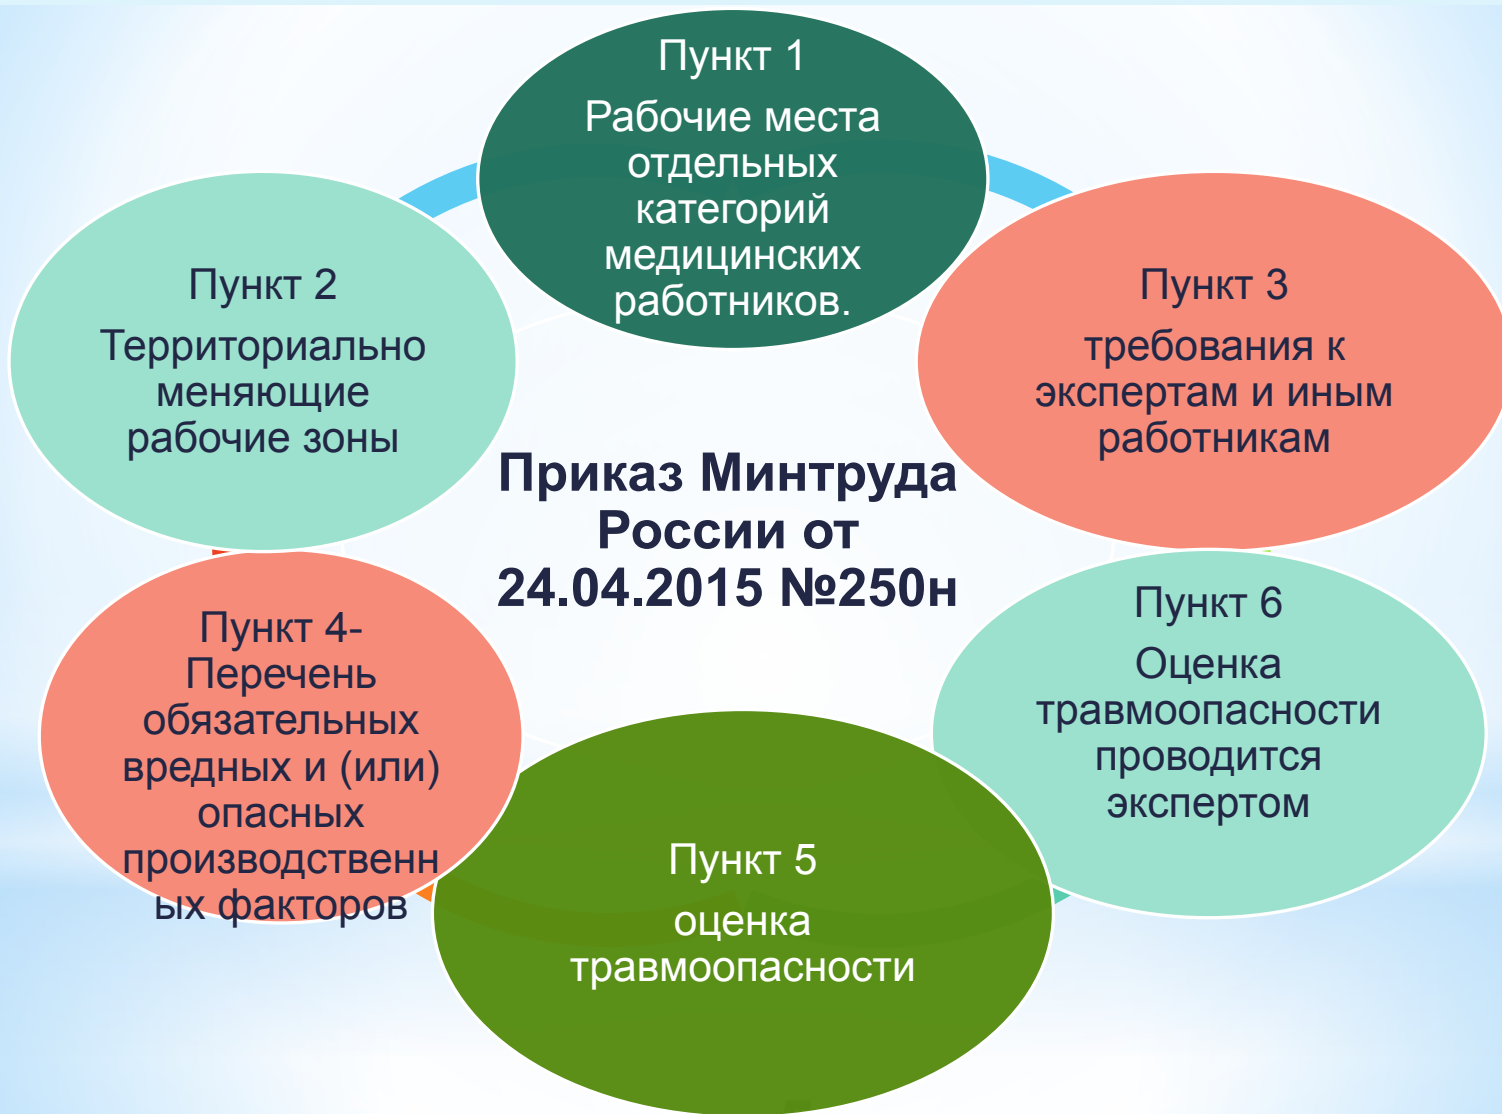 Пункт 1
Рабочие места
отдельных
категорий
медицинских
работников.
Пункт 2
Территориально
меняющие
рабочие зоны
Пункт 3
требования к
экспертам и иным
работникам
Приказ Минтруда
России от
24.04.2015 №250н
Пункт 4-
Перечень
обязательных
вредных и (или)
опасных
производственн
ых факторов
Пункт 6
Оценка
травмоопасности
проводится
экспертом
Пункт 5
оценка
травмоопасности